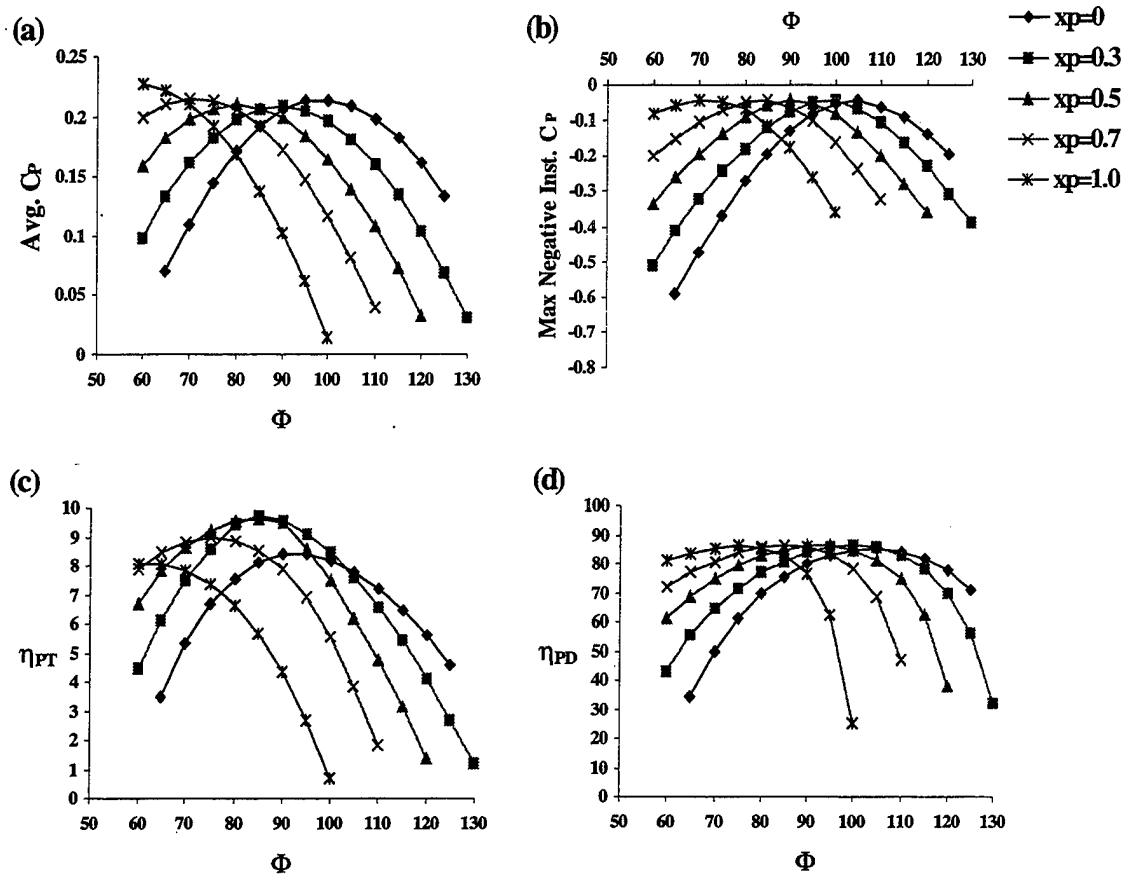 (a)
0.25
0.2
0.15
0.1
0.05
0
Avg. CP
50 60 70 80 90 100 110 120 130
Φ
(b)
Φ
50 60 70 80 90 100 110 120 130
0
-0.1
-0.2
-0.3
-0.4
-0.5
-0.6
-0.7
-0.8
Max Negative Inst. CP
xp=0
xp=0.3
xp=0.5
xp=0.7
xp=1.0
(c)
10
9
8
7
6
5
4
3
2
1
0
ηPT
50 60 70 80 90 100 110 120 130
Φ
(d)
100
90
80
70
60
50
40
30
20
10
0
ηPD
50 60 70 80 90 100 110 120 130
Φ